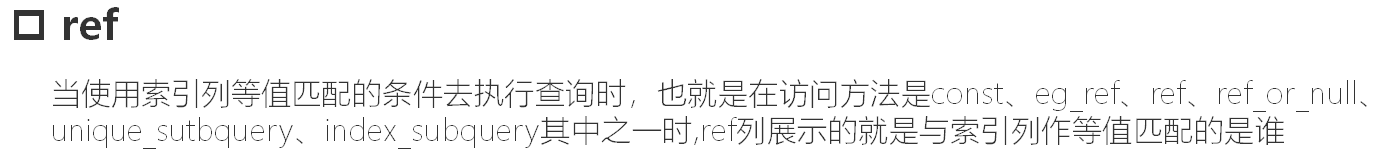 ref
当使用索引列等值匹配的条件去执行查询时，也就是在访问方法是const、eg_ref、ref、ref_or_null、
unique_sutbquery、index_subquery其中之一时,ref列展示的就是与索引列作等值匹配的是谁